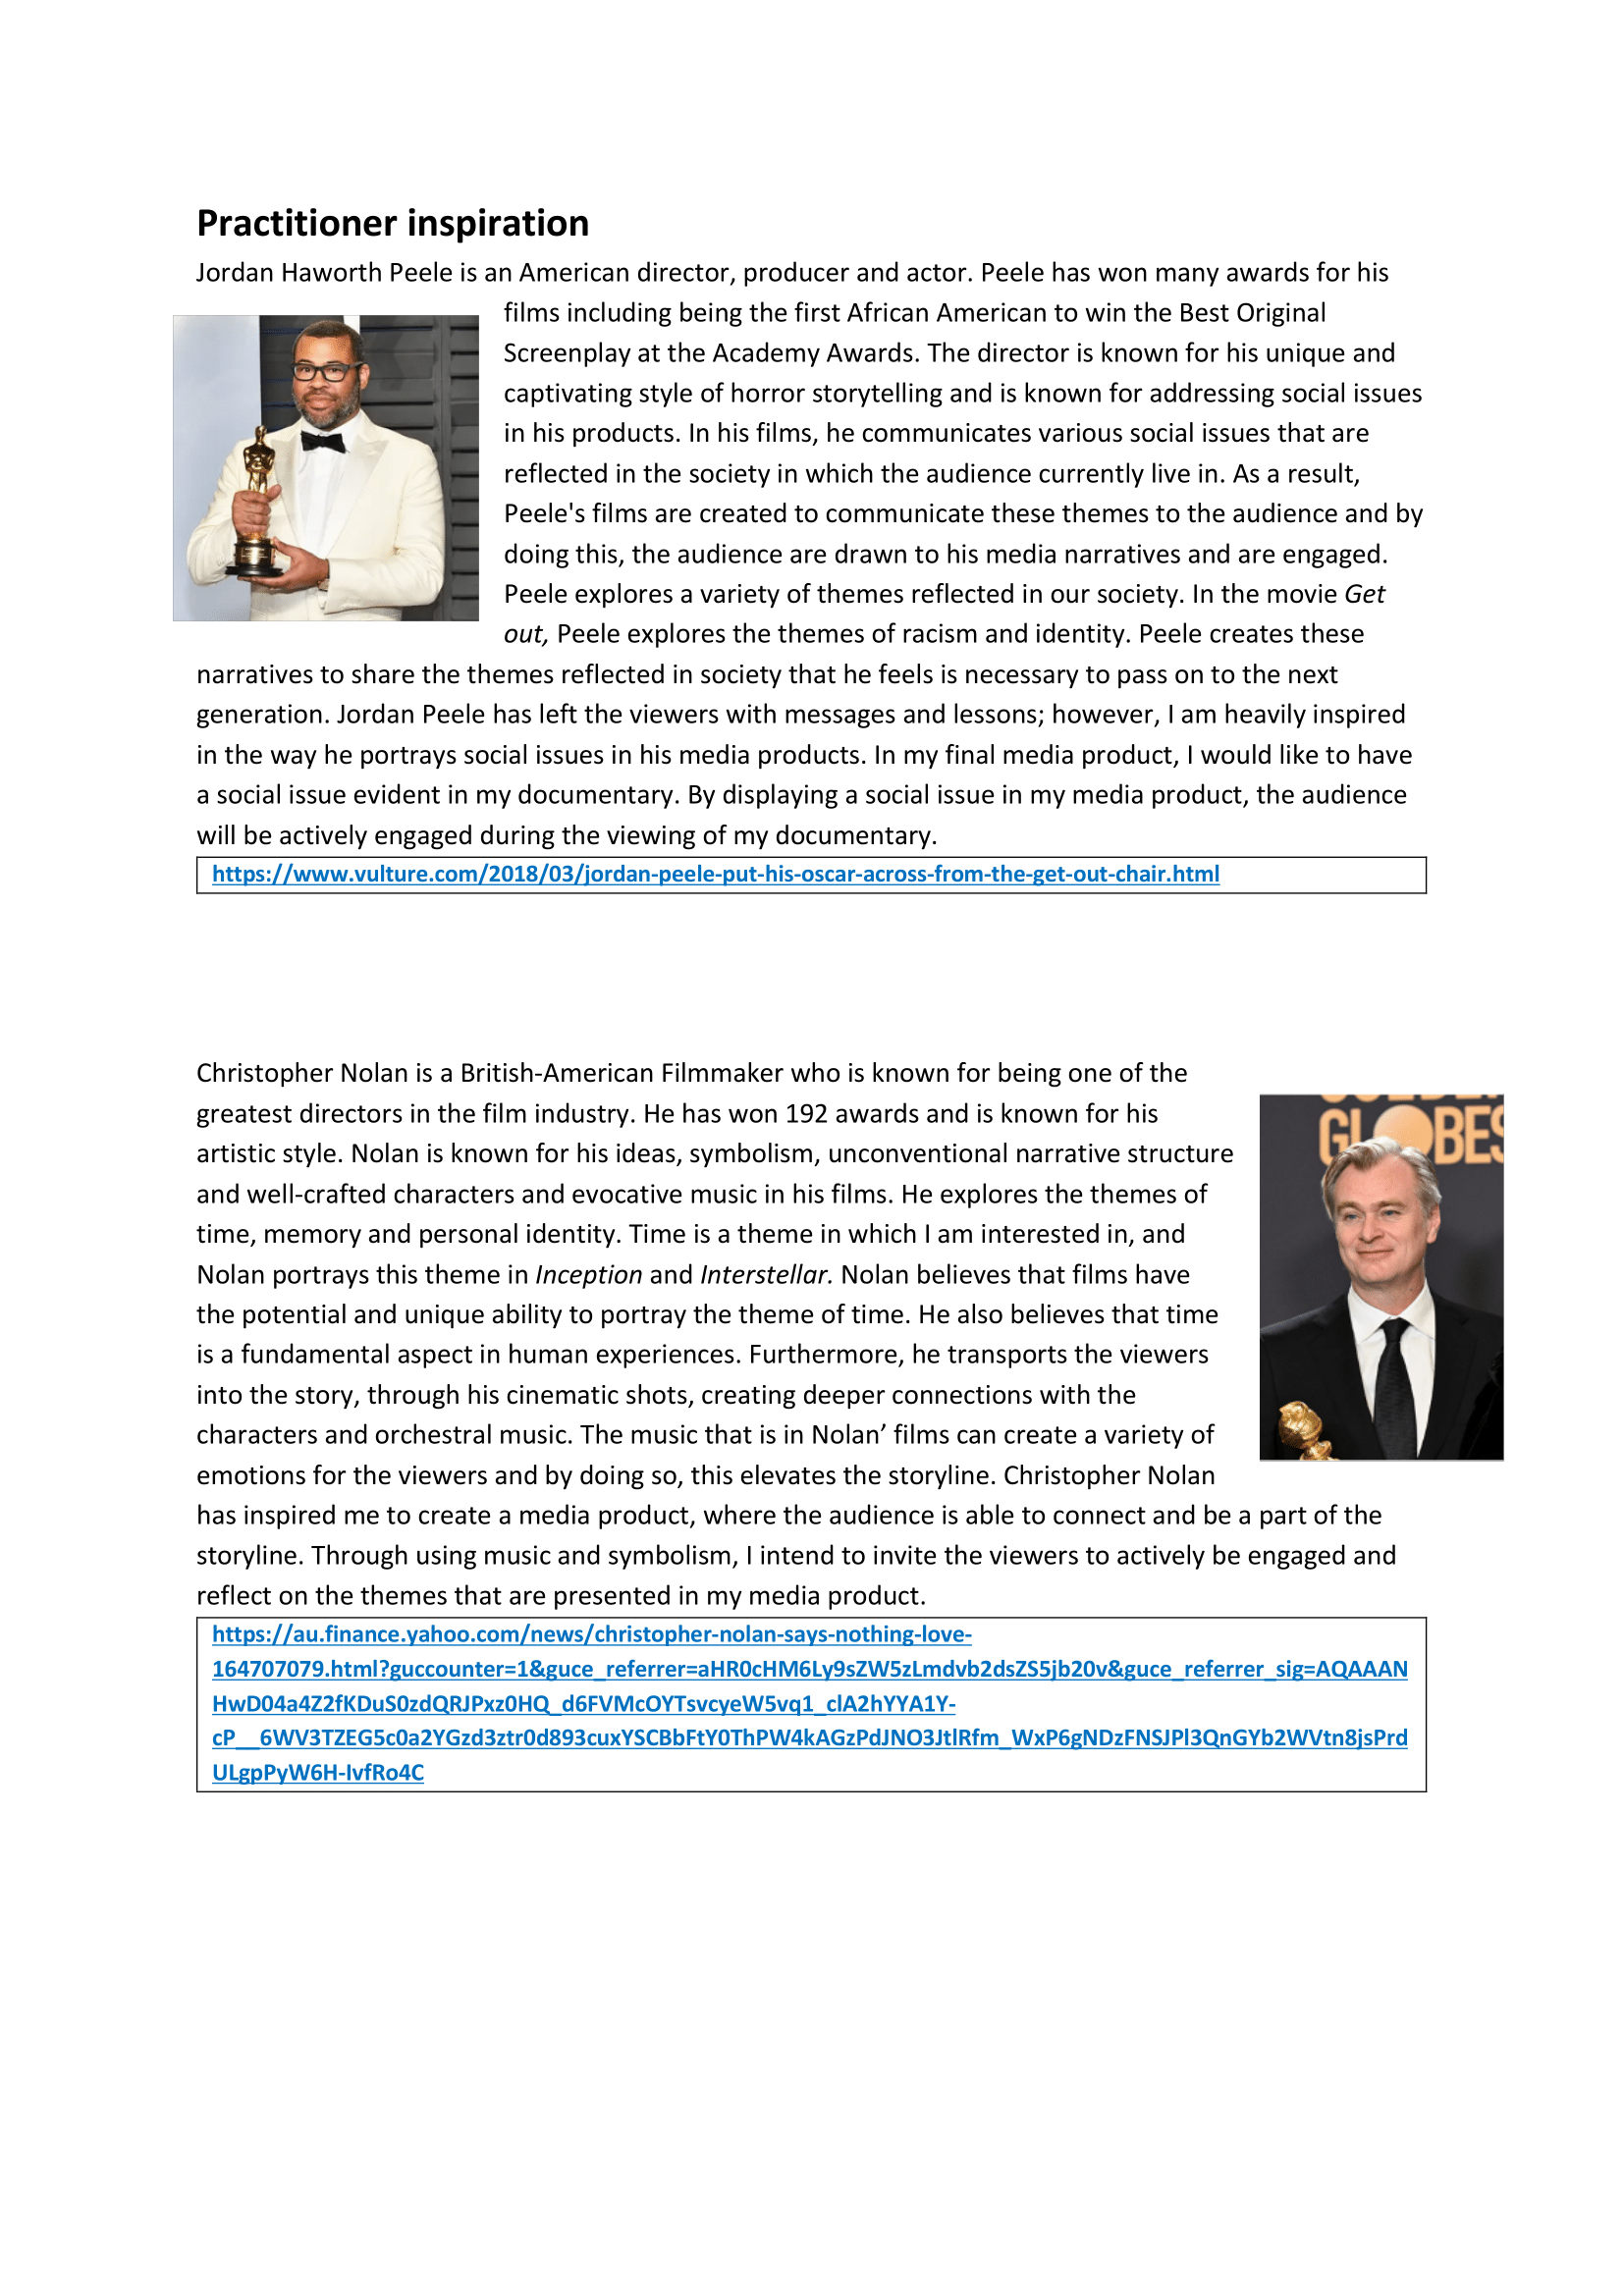 Practitioner inspiration
Jordan Haworth Peele is an American director, producer and actor. Peele has won many awards for his
films including being the first African American to win the Best Original
Screenplay at the Academy Awards. The director is known for his unique and
captivating style of horror storytelling and is known for addressing social issues
in his products. In his films, he communicates various social issues that are
reflected in the society in which the audience currently live in. As a result,
Peele's films are created to communicate these themes to the audience and by
doing this, the audience are drawn to his media narratives and are engaged.
Peele explores a variety of themes reflected in our society. In the movie Get
out, Peele explores the themes of racism and identity. Peele creates these
narratives to share the themes reflected in society that he feels is necessary to pass on to the next
generation. Jordan Peele has left the viewers with messages and lessons; however, I am heavily inspired
in the way he portrays social issues in his media products. In my final media product, I would like to have
a social issue evident in my documentary. By displaying a social issue in my media product, the audience
will be actively engaged during the viewing of my documentary.
https://www.vulture.com/2018/03/jordan-peele-put-his-oscar-across-from-the-get-out-chair.html
Christopher Nolan is a British-American Filmmaker who is known for being one of the
greatest directors in the film industry. He has won 192 awards and is known for his
artistic style. Nolan is known for his ideas, symbolism, unconventional narrative structure
and well-crafted characters and evocative music in his films. He explores the themes of
time, memory and personal identity. Time is a theme in which I am interested in, and
Nolan portrays this theme in Inception and Interstellar. Nolan believes that films have
the potential and unique ability to portray the theme of time. He also believes that time
is a fundamental aspect in human experiences. Furthermore, he transports the viewers
into the story, through his cinematic shots, creating deeper connections with the
characters and orchestral music. The music that is in Nolan’ films can create a variety of
emotions for the viewers and by doing so, this elevates the storyline. Christopher Nolan
has inspired me to create a media product, where the audience is able to connect and be a part of the
storyline. Through using music and symbolism, I intend to invite the viewers to actively be engaged and
reflect on the themes that are presented in my media product.
GLOBES
https://au.finance.yahoo.com/news/christopher-nolan-says-nothing-love-
164707079.html?guccounter=1&guce_referrer=aHR0cHM6Ly9sZW5zLmdvb2dsZS5jb20v&guce_referrer_sig=AQAAAN
HwD04a4Z2fKDuS0zdQRJPxz0HQ_d6FVMcOYTsvcyeW5vq1_clA2hYYA1Y-
cP__6WV3TZEG5c0a2YGzd3ztr0d893cuxYSCBbFtY0ThPW4kAGzPdJNO3JtlRfm_WxP6gNDzFNSJPl3QnGYb2WVtn8jsPrd
ULgpPyW6H-IvfRo4C